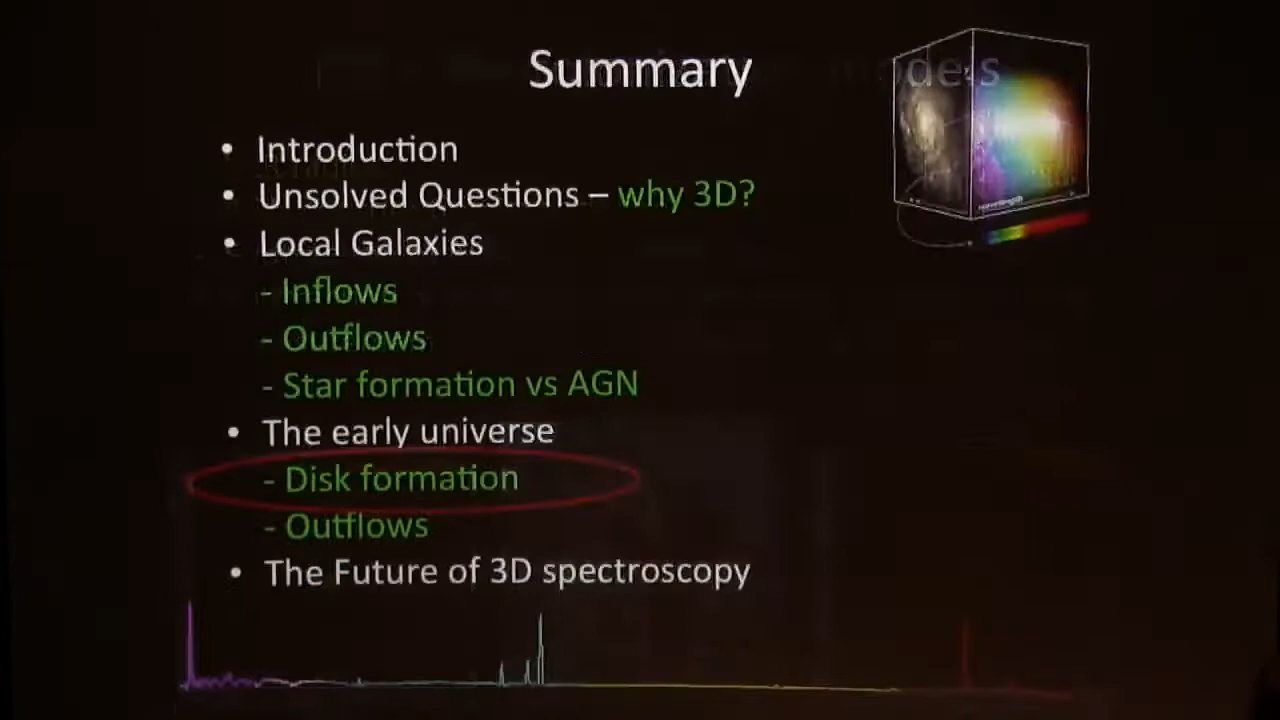 Summary
• Introduction
• Unsolved Questions – why 3D?
• Local Galaxies
- Inflows
- Outflows
- Star formation vs AGN
• The early universe
- Disk formation
- Outflows
• The Future of 3D spectroscopy